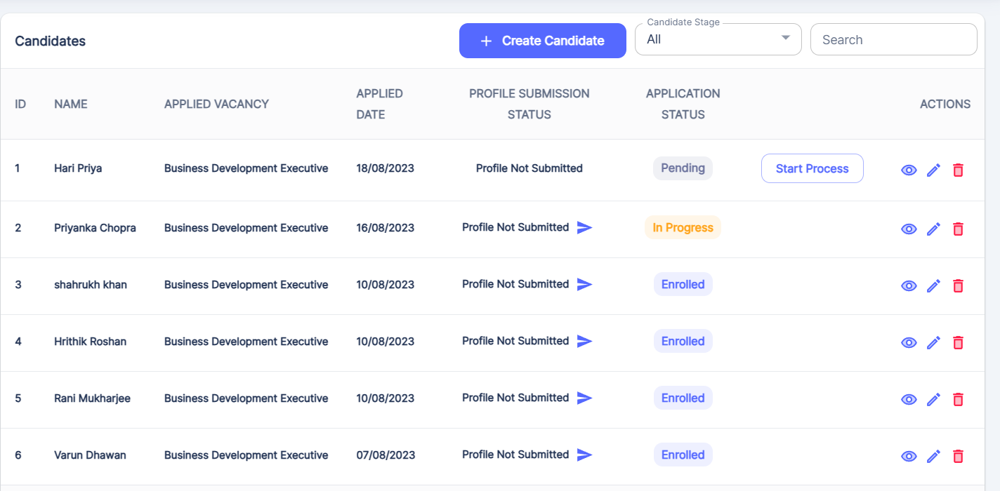 Candidates
+ Create Candidate
Candidate Stage
All
Search
ID NAME APPLIED VACANCY APPLIED DATE PROFILE SUBMISSION STATUS APPLICATION STATUS ACTIONS
1 Hari Priya Business Development Executive 18/08/2023 Profile Not Submitted Pending Start Process
2 Priyanka Chopra Business Development Executive 16/08/2023 Profile Not Submitted In Progress
3 shahrukh khan Business Development Executive 10/08/2023 Profile Not Submitted Enrolled
4 Hrithik Roshan Business Development Executive 10/08/2023 Profile Not Submitted Enrolled
5 Rani Mukharjee Business Development Executive 10/08/2023 Profile Not Submitted Enrolled
6 Varun Dhawan Business Development Executive 07/08/2023 Profile Not Submitted Enrolled